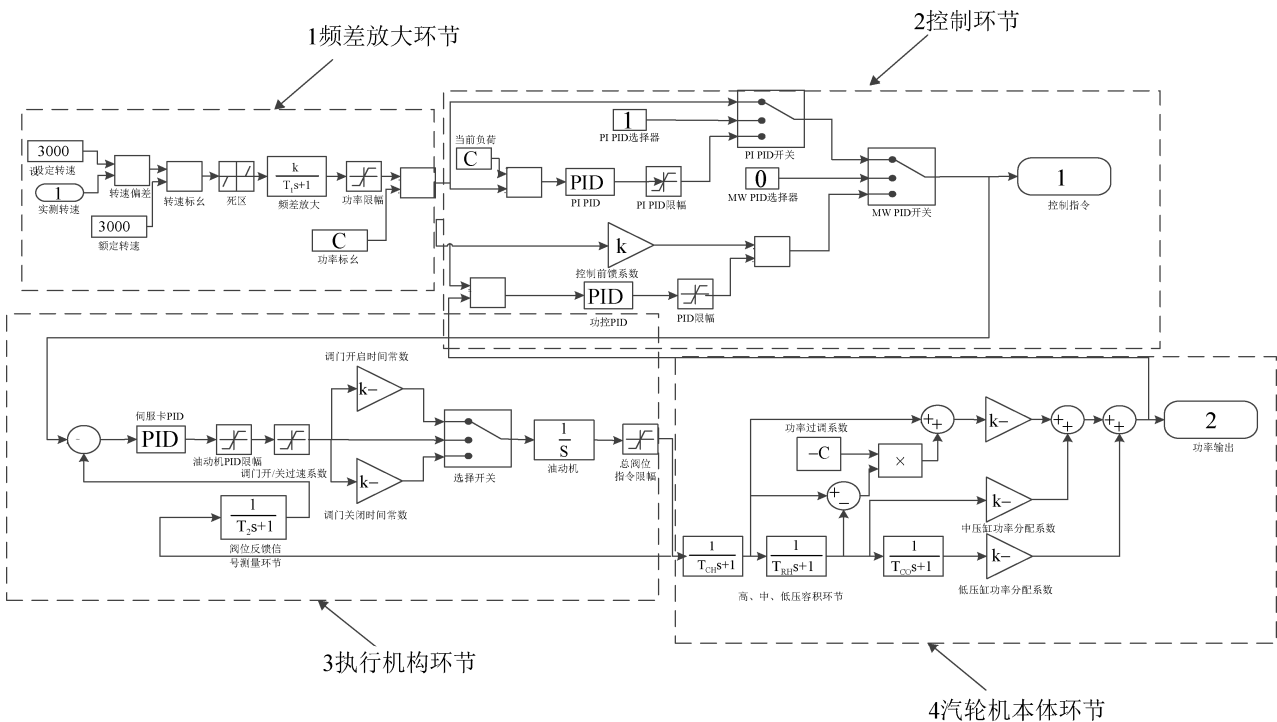 1频差放大环节
2控制环节
3000
设定转速
1
实测转速
转速偏差
3000
额定转速
转速标幺
死区
k
T1s+1
频差放大
功率限幅
C
功率标幺
当前负荷
C
PID
PI PID
PI PID限幅
1
PI PID选择器
PI PID开关
0
MW PID选择器
MW PID开关
1
控制指令
k
控制前馈系数
PID
功控PID
PID限幅
-
伺服卡PID
PID
油动机PID限幅
调门开/关过速系数
调门开启时间常数
k−
k−
调门关闭时间常数
选择开关
1
S
油动机
总阀位
指令限幅
1
T2s+1
阀位反馈信
号测量环节
功率过调系数
−C
×
+
−
+
+
k−
+
+
+
+
2
功率输出
k−
中压缸功率分配系数
1
TCHs+1
1
TRHs+1
1
TCOs+1
k−
低压缸功率分配系数
高、中、低压容积环节
3执行机构环节
4汽轮机本体环节